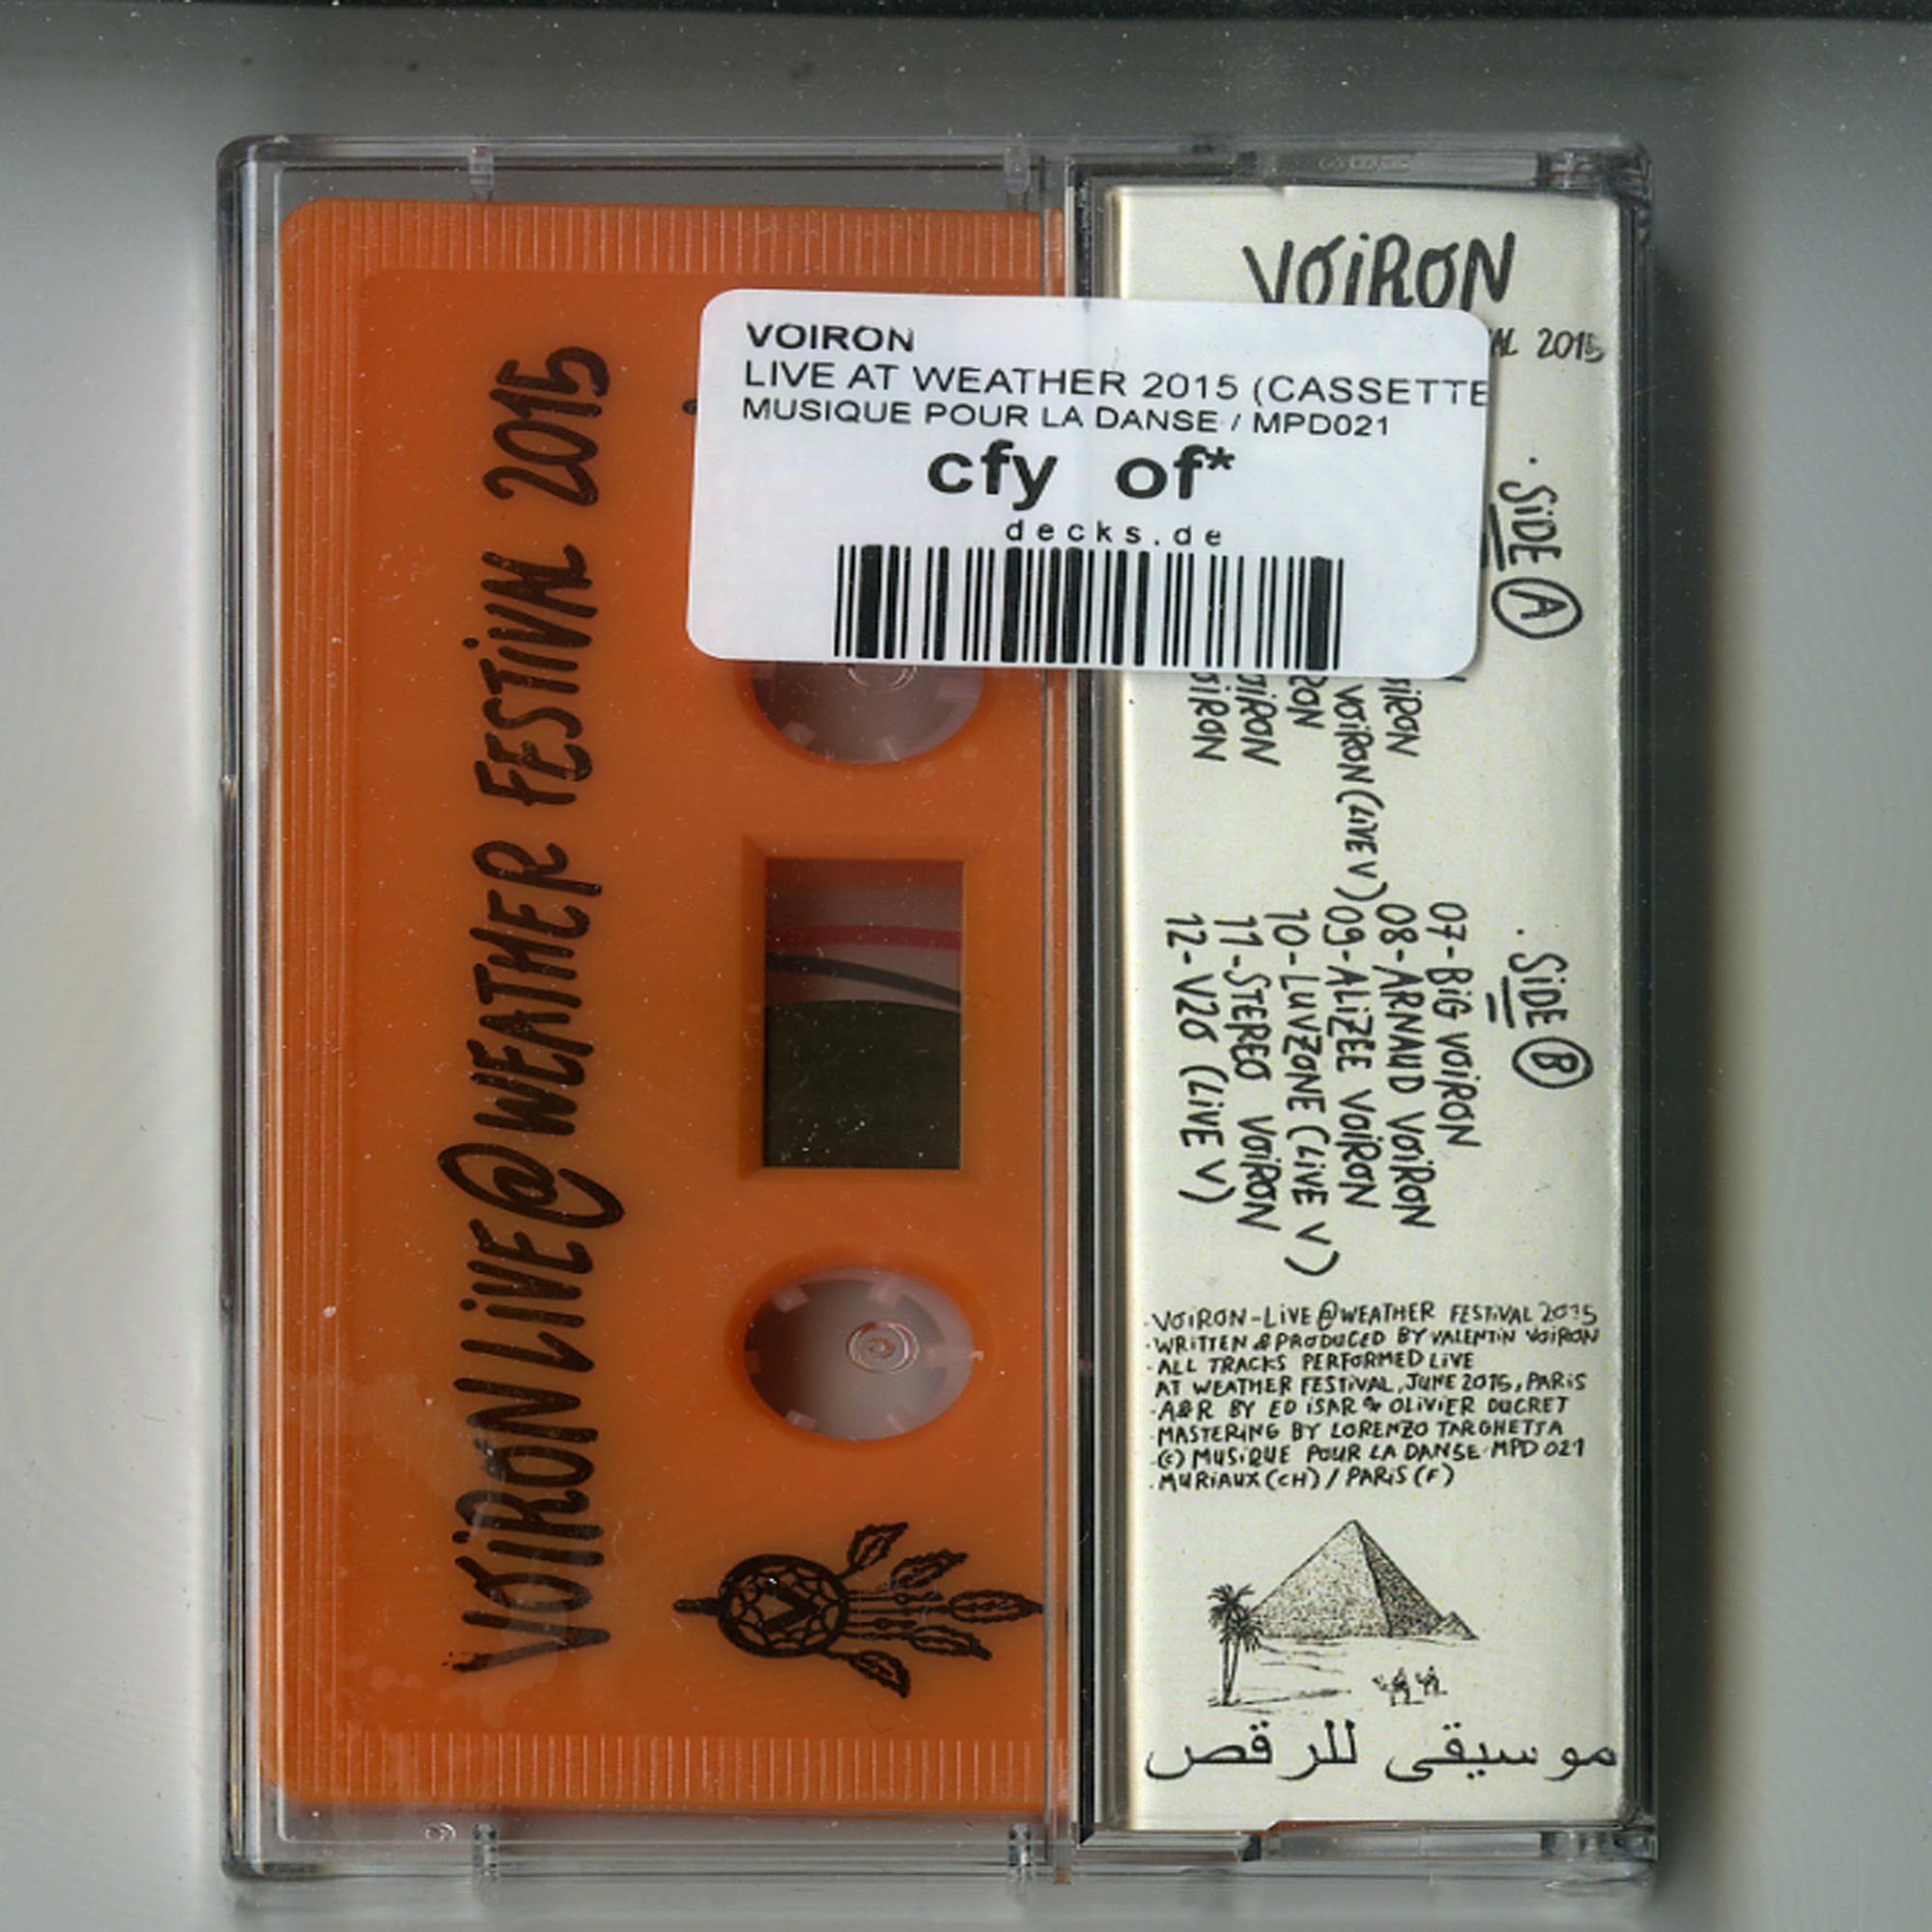 VOIRON LIVE@WEATHER FESTIVAL 2015
VOIRON
LIVE AT WEATHER 2015 (CASSETTE
MUSIQUE POUR LA DANSE / MPD021
cfy of*
decks.de
VOIRON
2015
. SIDE A
VOIRON (LIVE V)
. SIDE B
07-BIG VOIRON
08-ARNAUD VOIRON
09-ALIZEE VOIRON
10-LUVZONE (LIVE V)
11-STEREO VOIRON
12-V20 (LIVE V)
-VOIRON-LIVE@WEATHER FESTIVAL 2015
-WRITTEN & PRODUCED BY VALENTIN VOIRON
-ALL TRACKS PERFORMED LIVE
AT WEATHER FESTIVAL, JUNE 2015, PARIS
-A&R BY ED ISAR & OLIVIER DUCRET
-MASTERING BY LORENZO TARGHETTA
-(C) MUSIQUE POUR LA DANSE-MPD 021
-MURIAUX (CH) / PARIS (F)
موسيقى للرقص